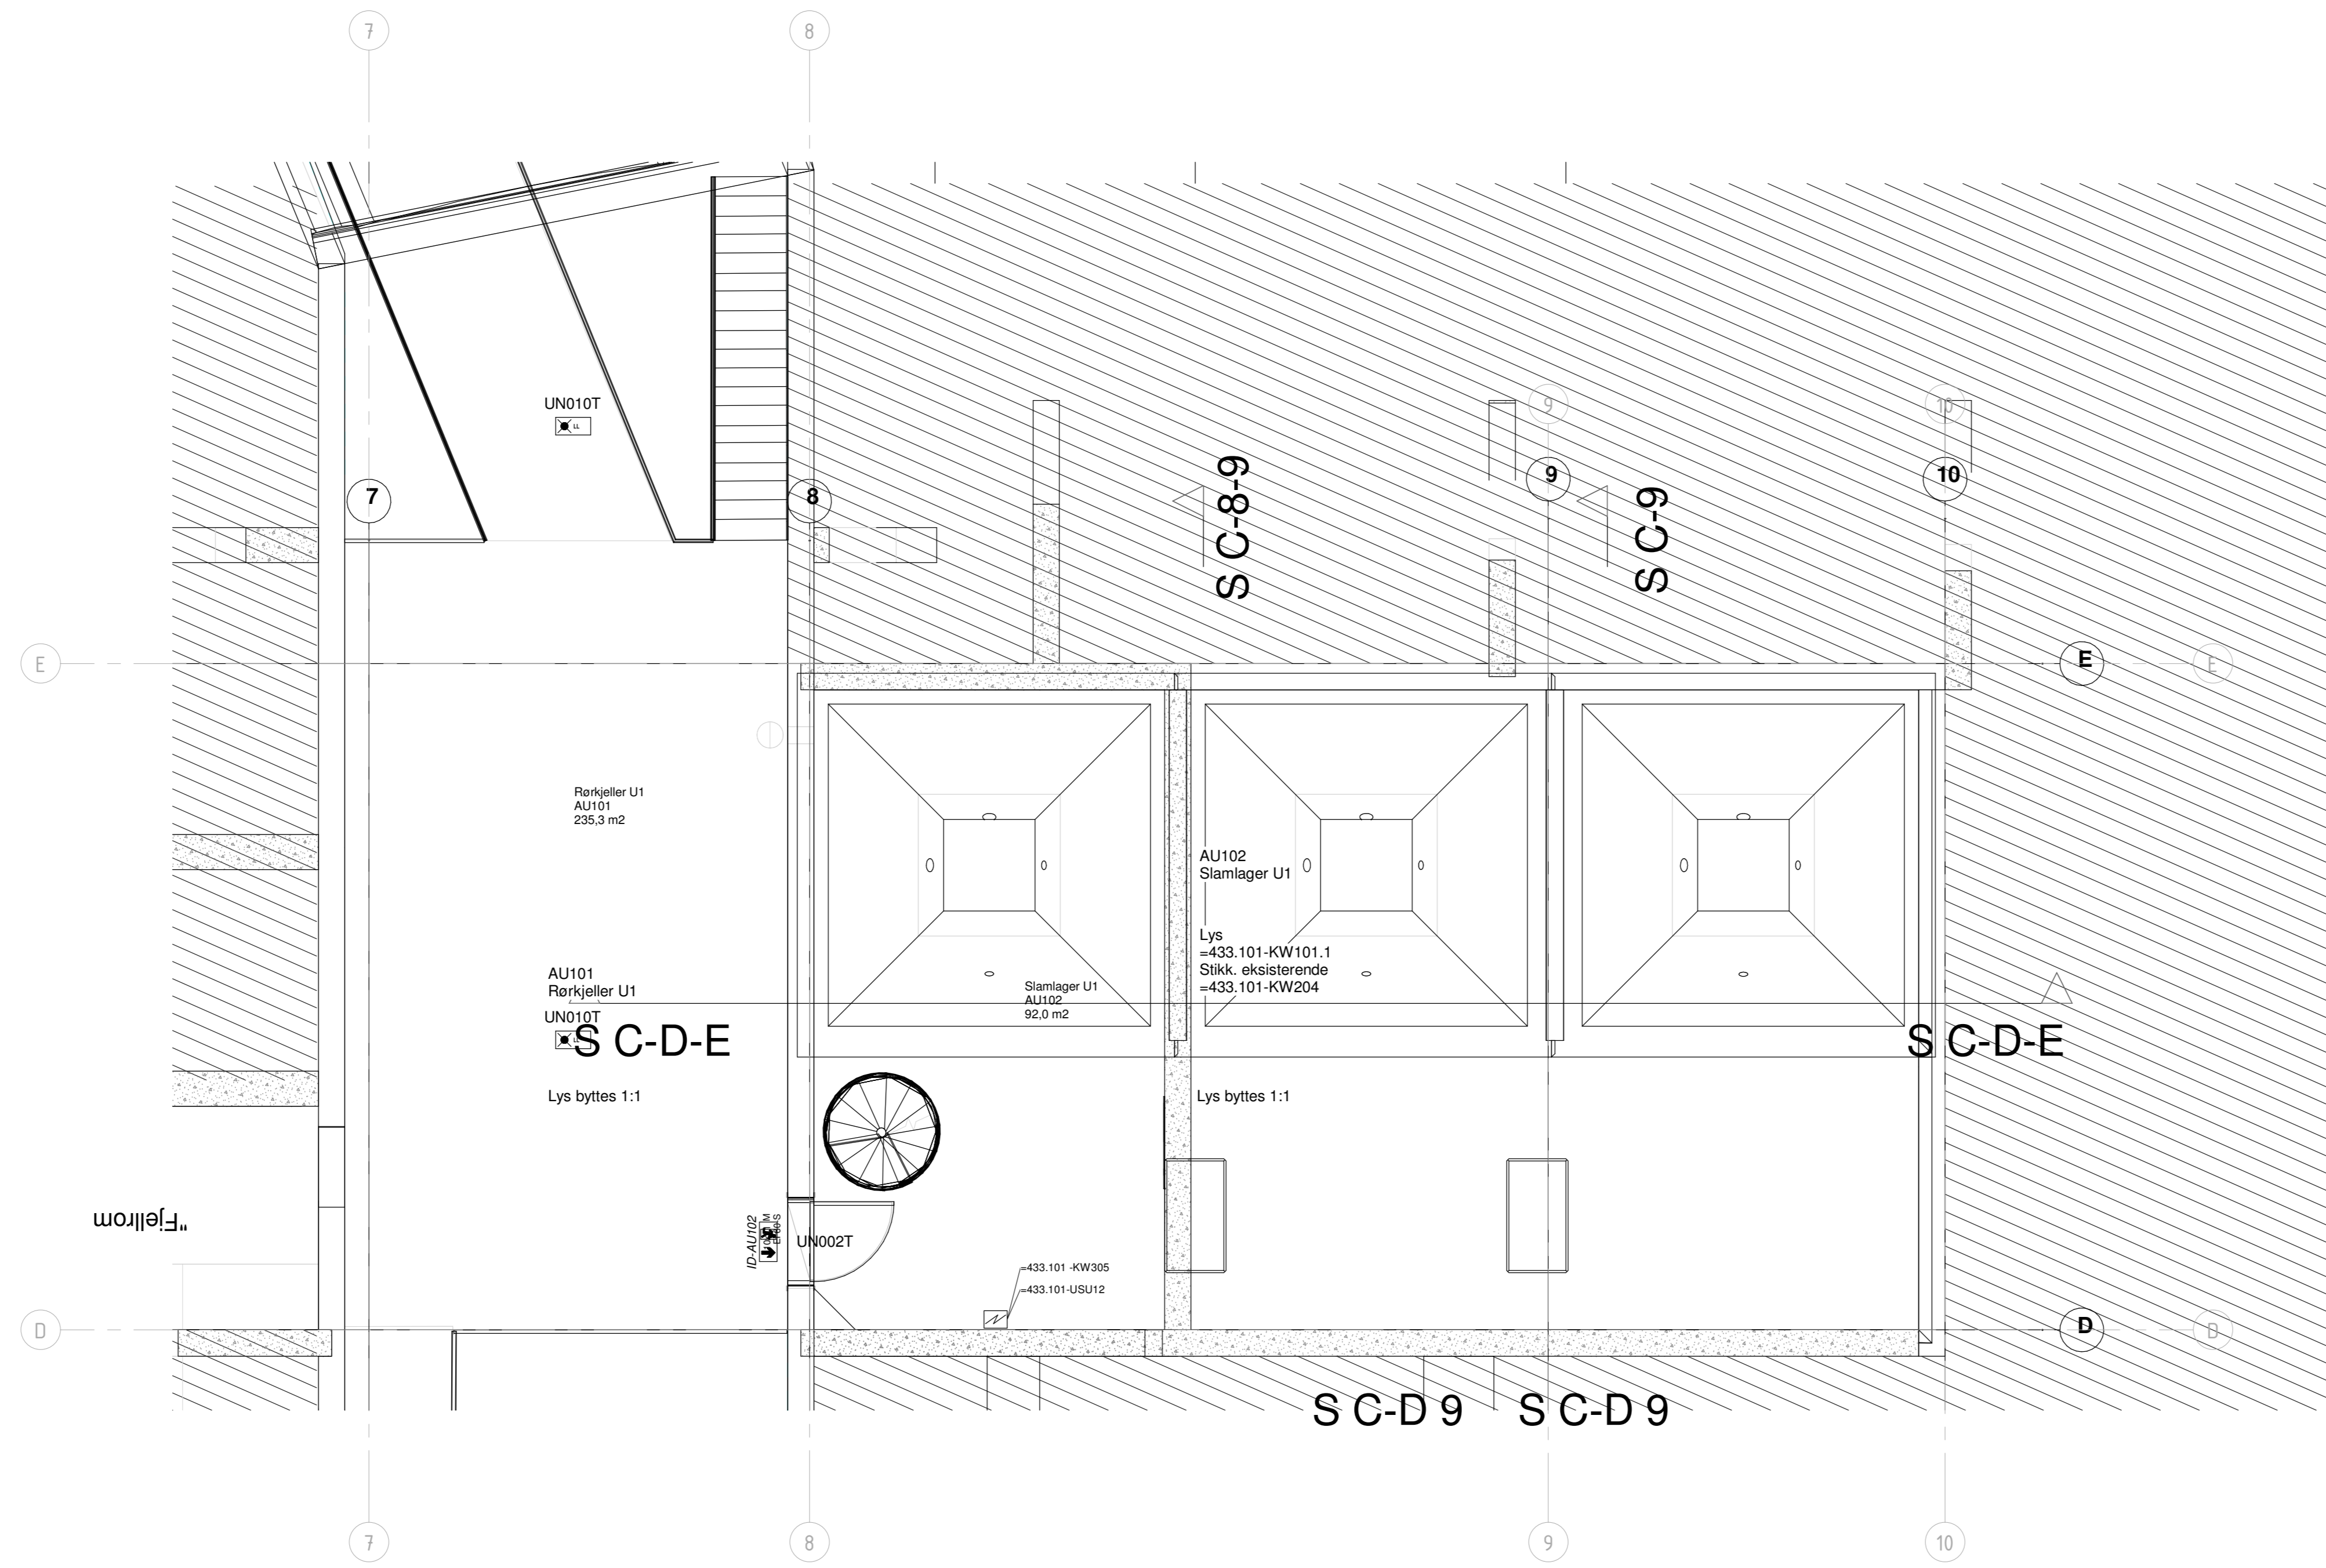 7
8
UN010T
LL
9
10
7
8
9
10
S C-8-9
S C-9
E
E
E
Rørkjeller U1
AU101
235,3 m2
AU102
Slamlager U1
Lys
=433.101-KW101.1
Stikk. eksisterende
=433.101-KW204
AU101
Rørkjeller U1
Slamlager U1
AU102
92,0 m2
UN010T
S C-D-E
S C-D-E
Lys byttes 1:1
Lys byttes 1:1
"Fjellrom
ID-AU102
UN002T
=433.101 -KW305
=433.101-USU12
D
D
D
S C-D 9
S C-D 9
7
8
9
10